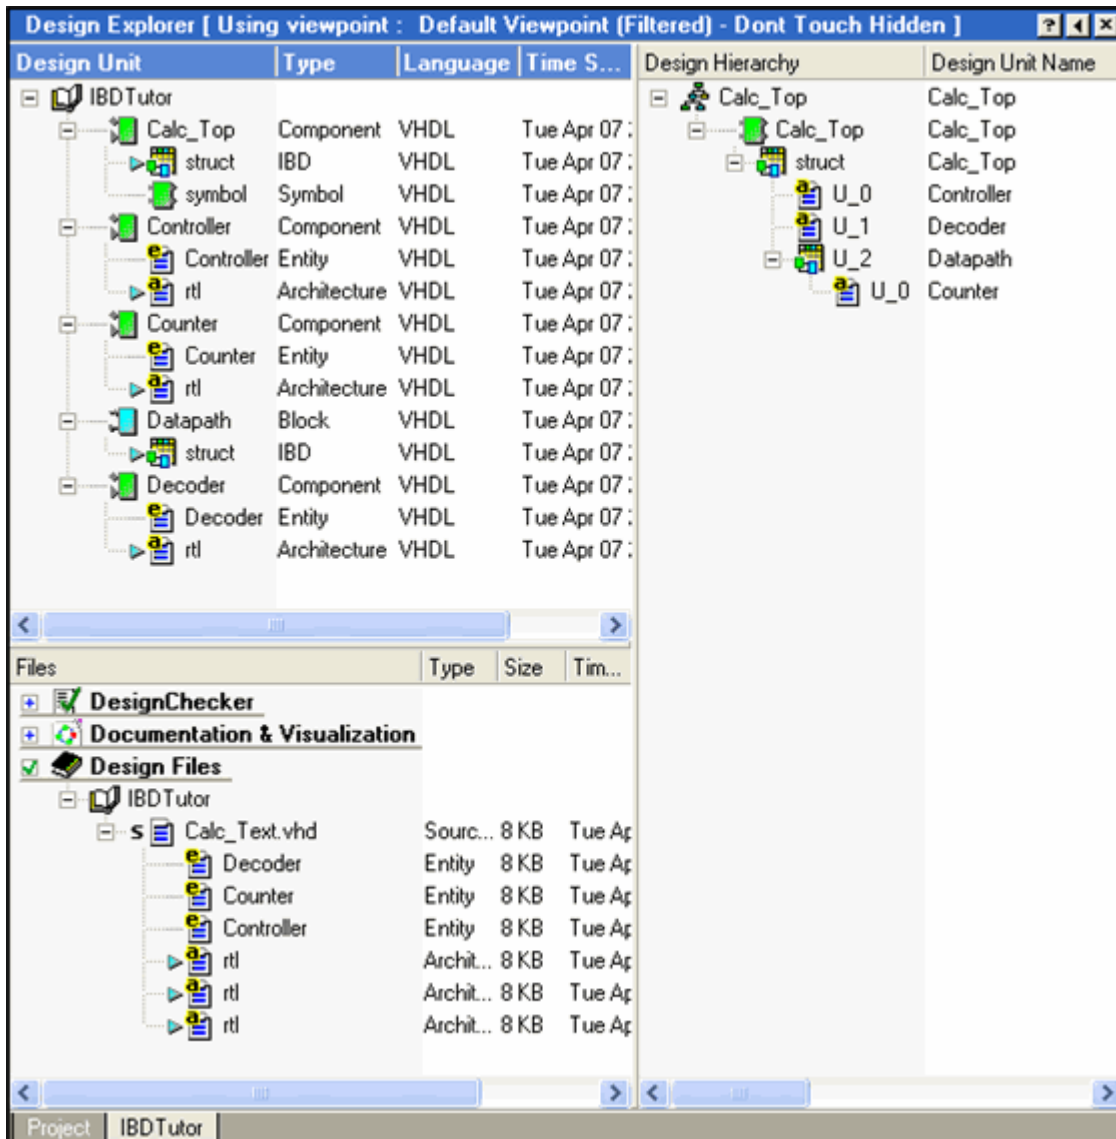 Design Explorer [ Using viewpoint : Default Viewpoint (Filtered) - Dont Touch Hidden ]
Design Unit Type Language Time S...
IBDTutor
Calc_Top Component VHDL Tue Apr 07
struct IBD VHDL Tue Apr 07
symbol Symbol VHDL Tue Apr 07
Controller Component VHDL Tue Apr 07
Controller Entity VHDL Tue Apr 07
rtl Architecture VHDL Tue Apr 07
Counter Component VHDL Tue Apr 07
Counter Entity VHDL Tue Apr 07
rtl Architecture VHDL Tue Apr 07
Datapath Block VHDL Tue Apr 07
struct IBD VHDL Tue Apr 07
Decoder Component VHDL Tue Apr 07
Decoder Entity VHDL Tue Apr 07
rtl Architecture VHDL Tue Apr 07
Design Hierarchy Design Unit Name
Calc_Top Calc_Top
Calc_Top Calc_Top
struct Calc_Top
U_0 Controller
U_1 Decoder
U_2 Datapath
U_0 Counter
Files Type Size Tim...
DesignChecker
Documentation & Visualization
Design Files
IBDTutor
S Calc_Text.vhd Sourc... 8 KB Tue Ap
Decoder Entity 8 KB Tue Ap
Counter Entity 8 KB Tue Ap
Controller Entity 8 KB Tue Ap
rtl Archit... 8 KB Tue Ap
rtl Archit... 8 KB Tue Ap
rtl Archit... 8 KB Tue Ap
Project IBDTutor